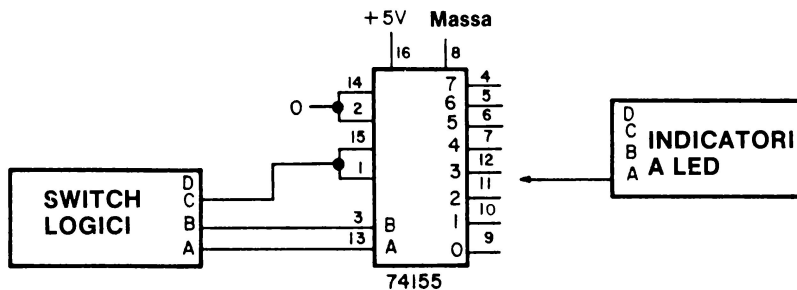 +5V Massa
16 8
14
2
0
15
1
3 B
13 A
7 4
6 5
5 6
4 7
3 12
2 11
1 10
0 9
74155
SWITCH
LOGICI
D
C
B
A
D
C
B
A
INDICATORI
A LED